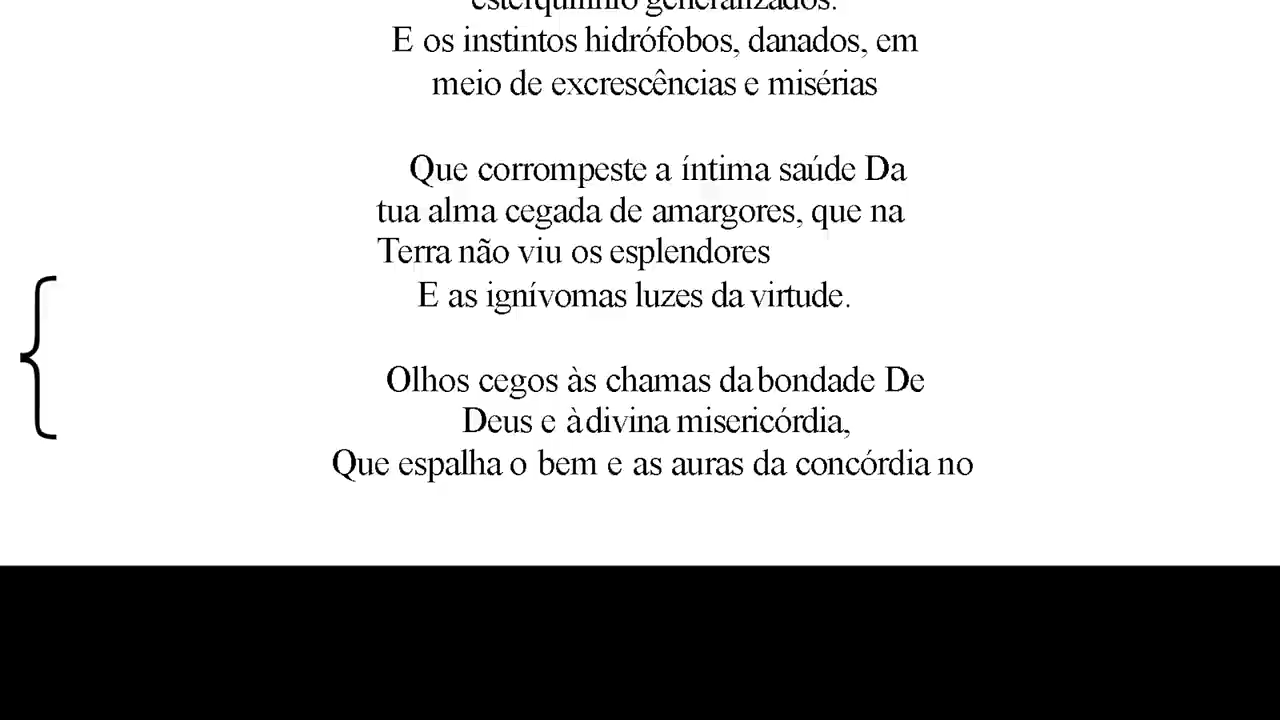 esterquilínio generalizados.
E os instintos hidrófobos, danados, em
meio de excrescências e misérias
Que corrompeste a íntima saúde Da
tua alma cegada de amargores, que na
Terra não viu os esplendores
E as ignívomas luzes da virtude.
Olhos cegos às chamas da bondade De
Deus e à divina misericórdia,
Que espalha o bem e as auras da concórdia no